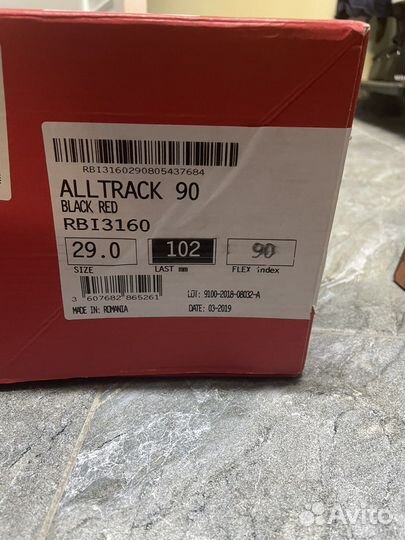 RBI3160290805437684
ALLTRACK 90
BLACK RED
RBI3160
29.0 102 90
SIZE LAST mm FLEX index
3 607682 865261
LOT: 9100-2018-08032-A
MADE IN: ROMANIA DATE: 03-2019
Avito